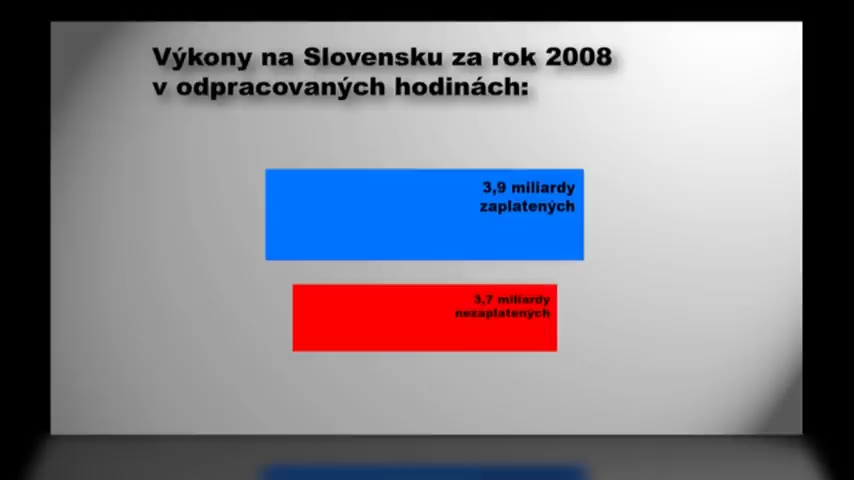 Výkony na Slovensku za rok 2008
v odpracovaných hodinách:
3,9 miliardy
zaplatených
3,7 miliardy
nezaplatených